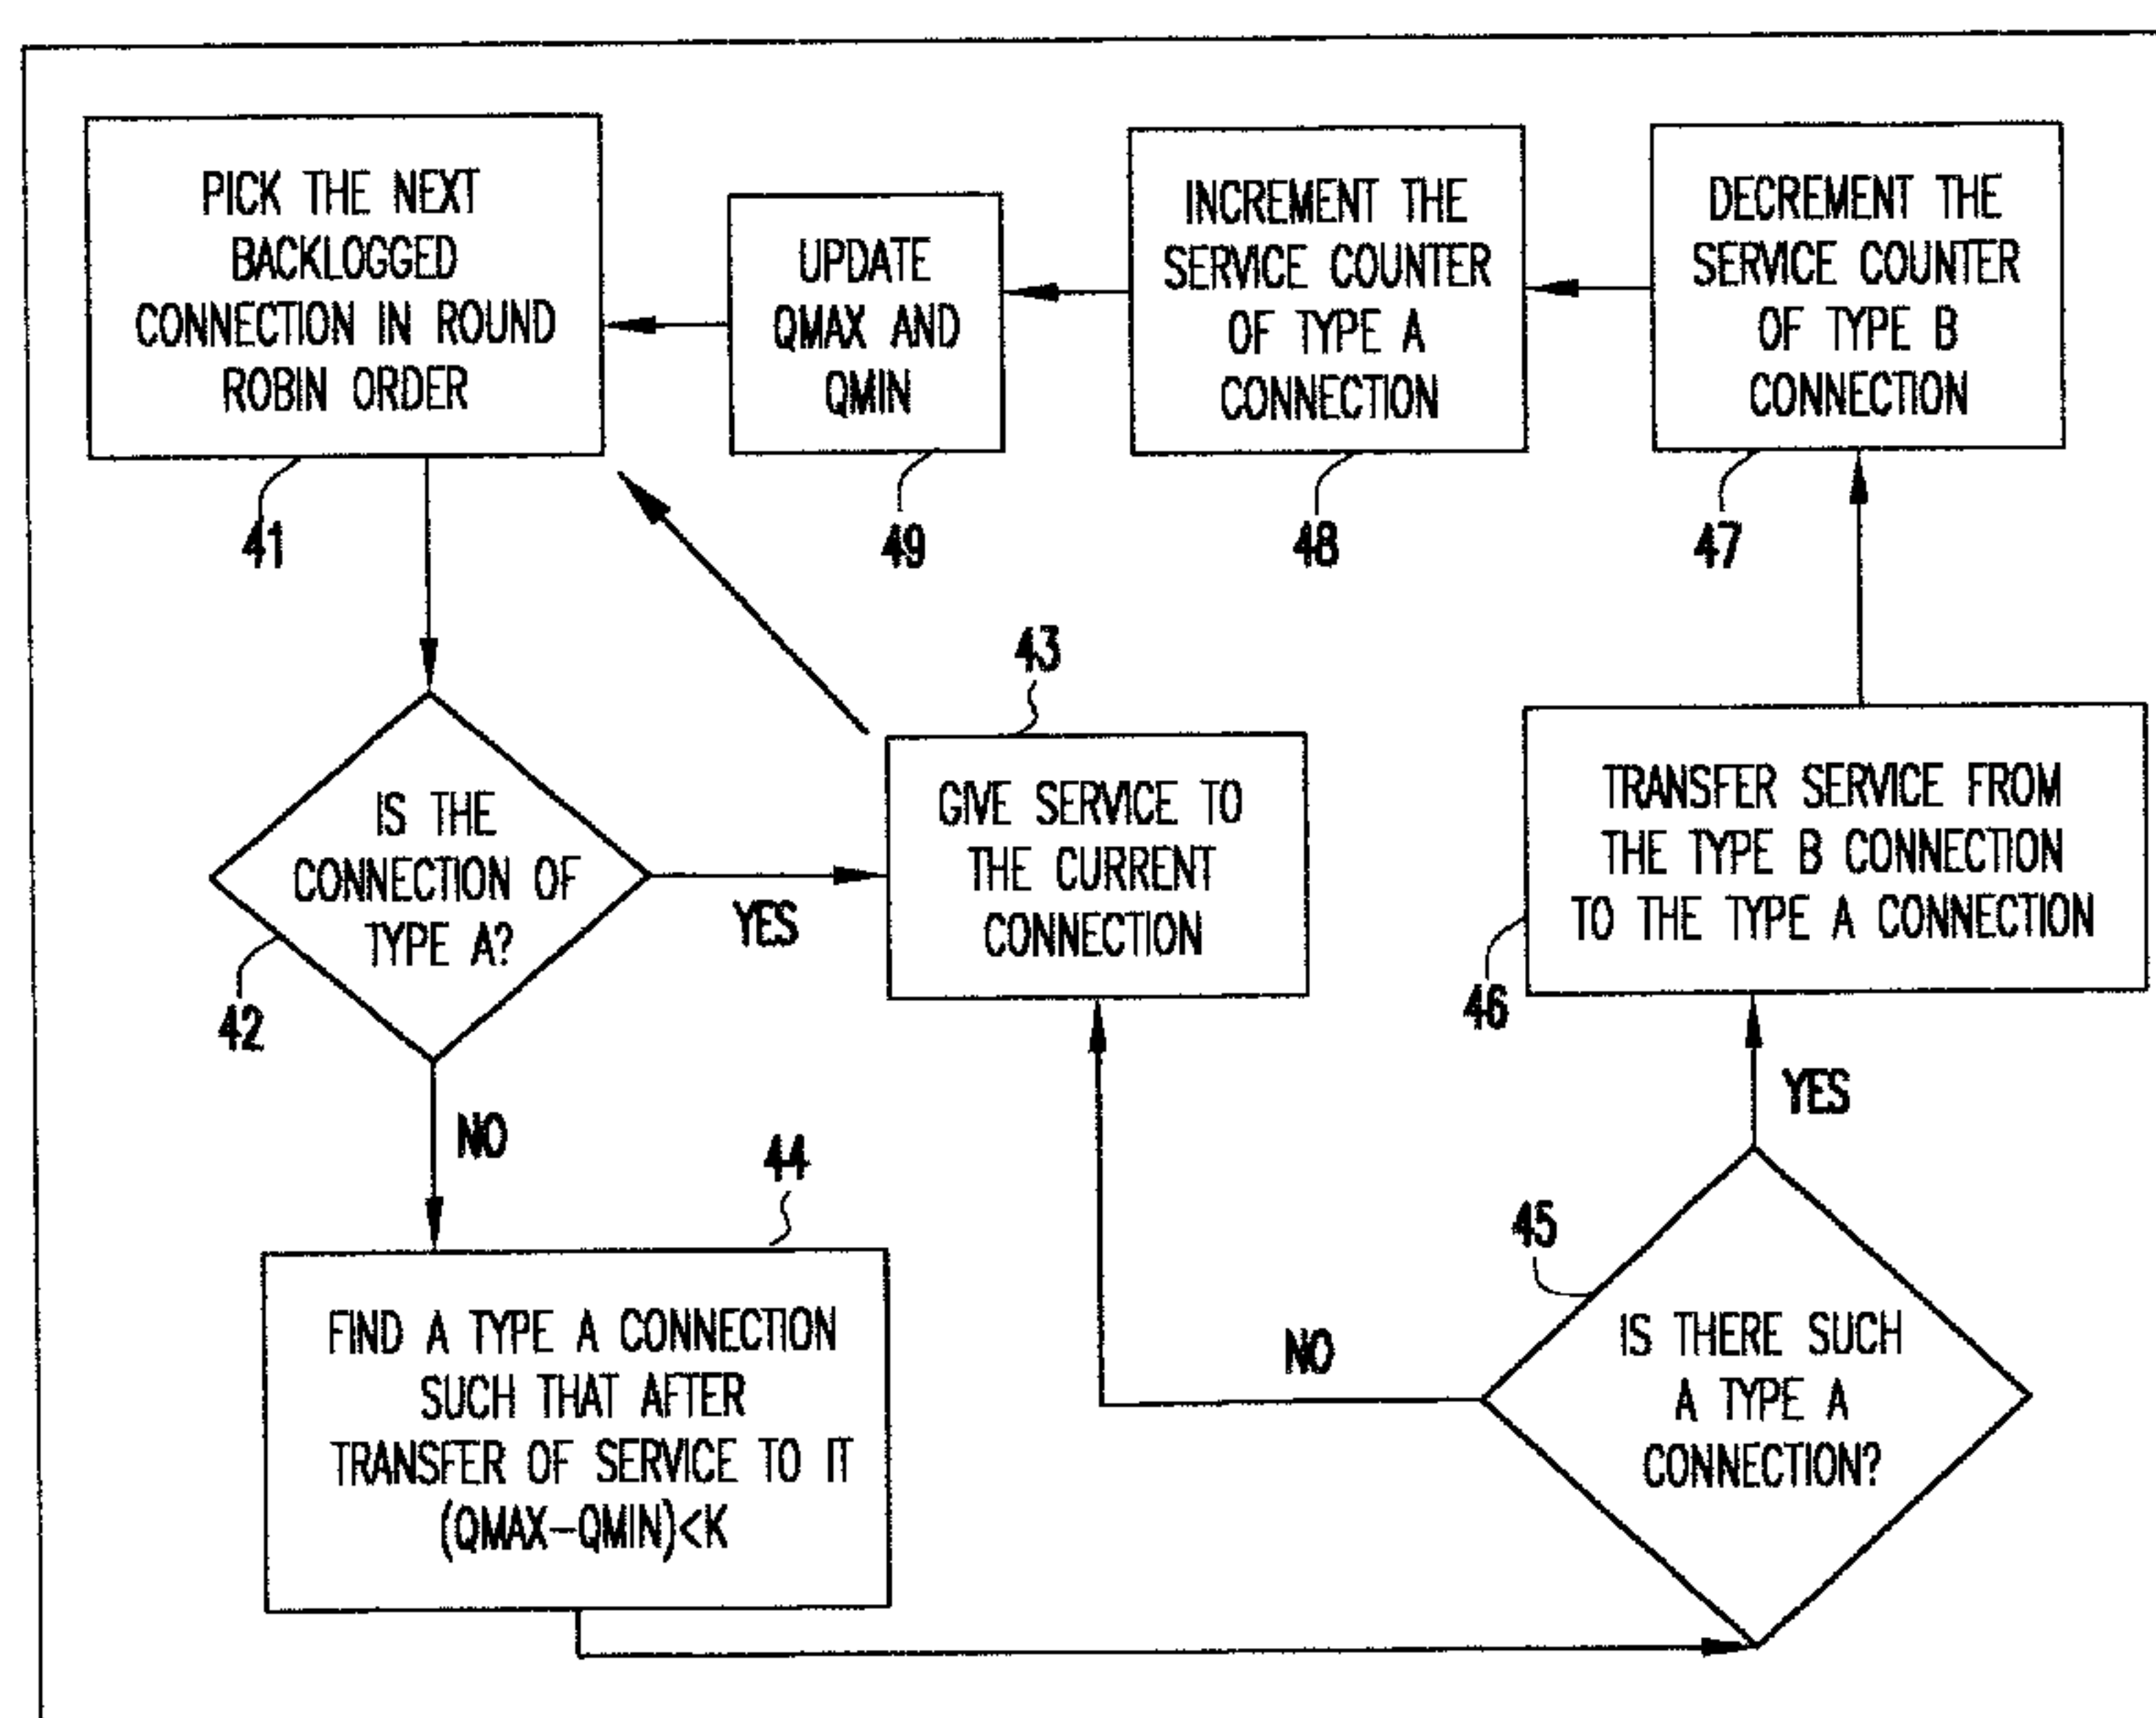 PICK THE NEXT
BACKLOGGED
CONNECTION IN ROUND
ROBIN ORDER
41
UPDATE
QMAX AND
QMIN
49
INCREMENT THE
SERVICE COUNTER
OF TYPE A
CONNECTION
48
DECREMENT THE
SERVICE COUNTER
OF TYPE B
CONNECTION
47
IS THE
CONNECTION OF
TYPE A?
42
YES
NO
43
GIVE SERVICE TO
THE CURRENT
CONNECTION
TRANSFER SERVICE FROM
THE TYPE B CONNECTION
TO THE TYPE A CONNECTION
46
YES
44
FIND A TYPE A CONNECTION
SUCH THAT AFTER
TRANSFER OF SERVICE TO IT
(QMAX-QMIN)<K
45
IS THERE SUCH
A TYPE A
CONNECTION?
NO